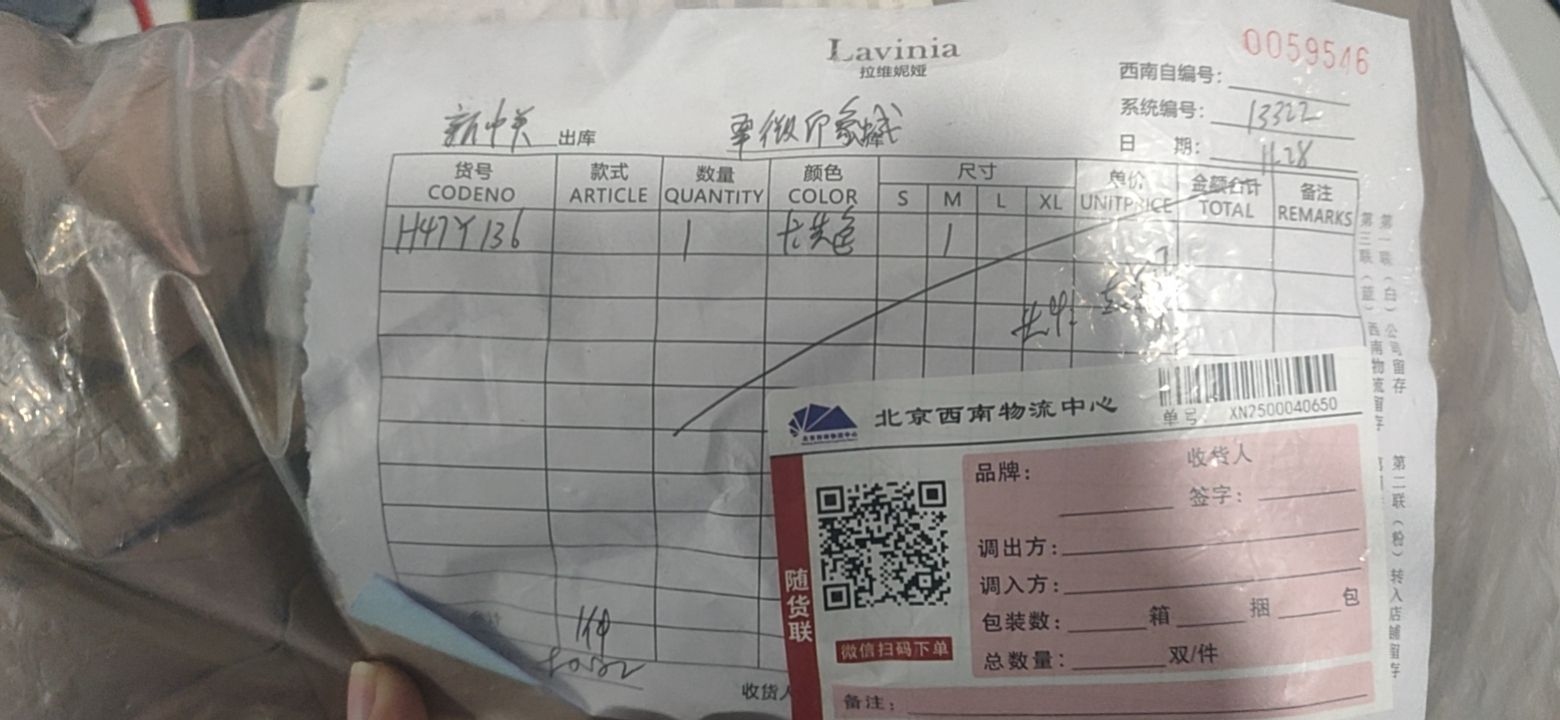 Lavinia
拉维妮娅
0059546
西南自编号:
系统编号: 13322
日 期: 11.28
新中关 出库
货号 款式 数量 颜色 尺寸 单价 金额合计 备注
CODENO ARTICLE QUANTITY COLOR S M L XL UNITPRICE TOTAL REMARKS
H47Y136 1 色 1
第一联(白)公司留存
第二联(粉)转入店铺留存
第三联(蓝)西南物流留存
1件
收货人
北京西南物流中心
单号 XN2500040650
随货联
微信扫码下单
品牌:
收货人
签字:
调出方:
调入方:
包装数: 箱 捆 包
总数量: 双/件
备注: